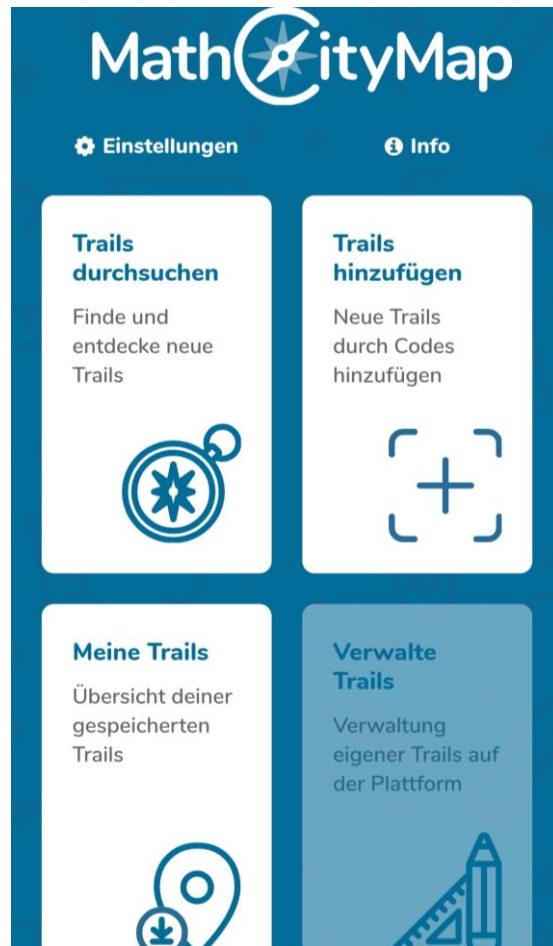 MathCityMap
Einstellungen
Info
Trails
durchsuchen
Finde und
entdecke neue
Trails
Trails
hinzufügen
Neue Trails
durch Codes
hinzufügen
Meine Trails
Übersicht deiner
gespeicherten
Trails
Verwalte
Trails
Verwaltung
eigener Trails auf
der Plattform